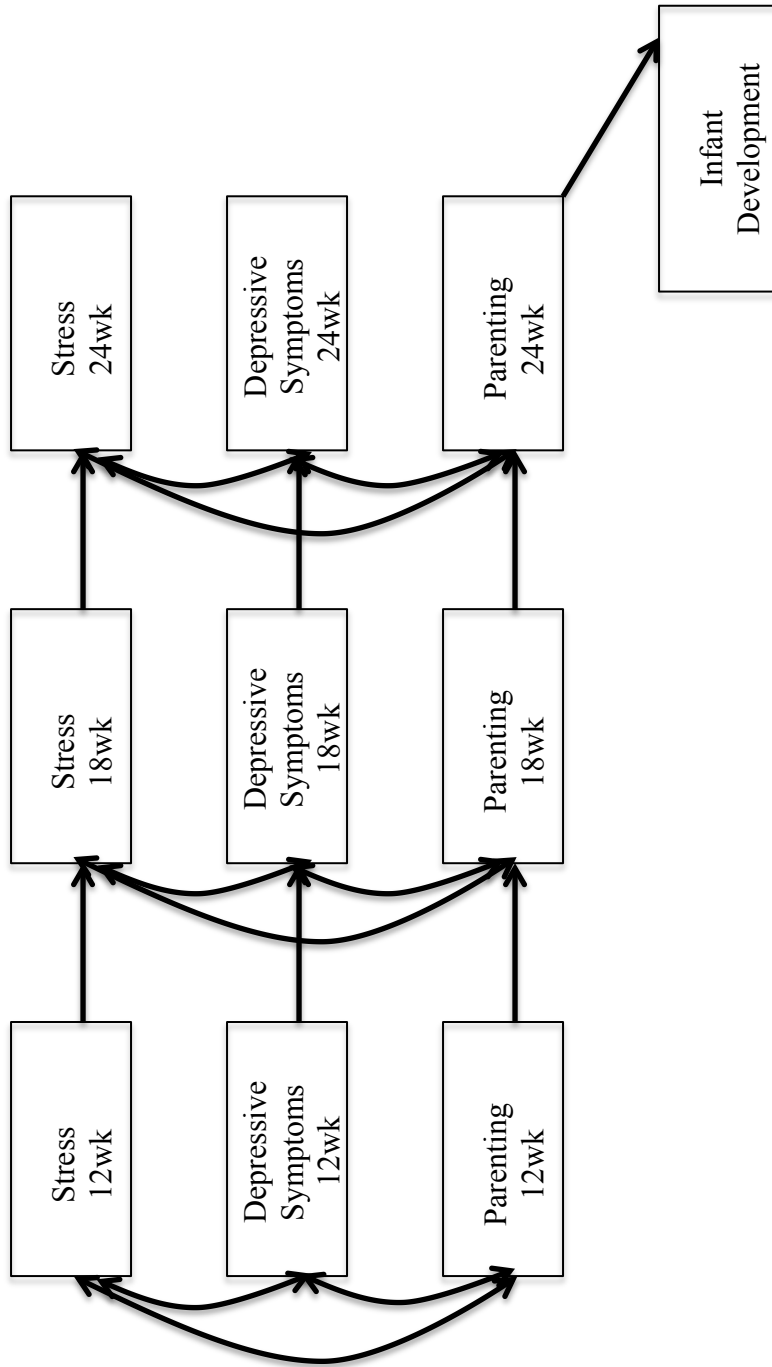 Stress
12wk
Stress
18wk
Stress
24wk
Depressive
Symptoms
12wk
Depressive
Symptoms
18wk
Depressive
Symptoms
24wk
Parenting
12wk
Parenting
18wk
Parenting
24wk
Infant
Development